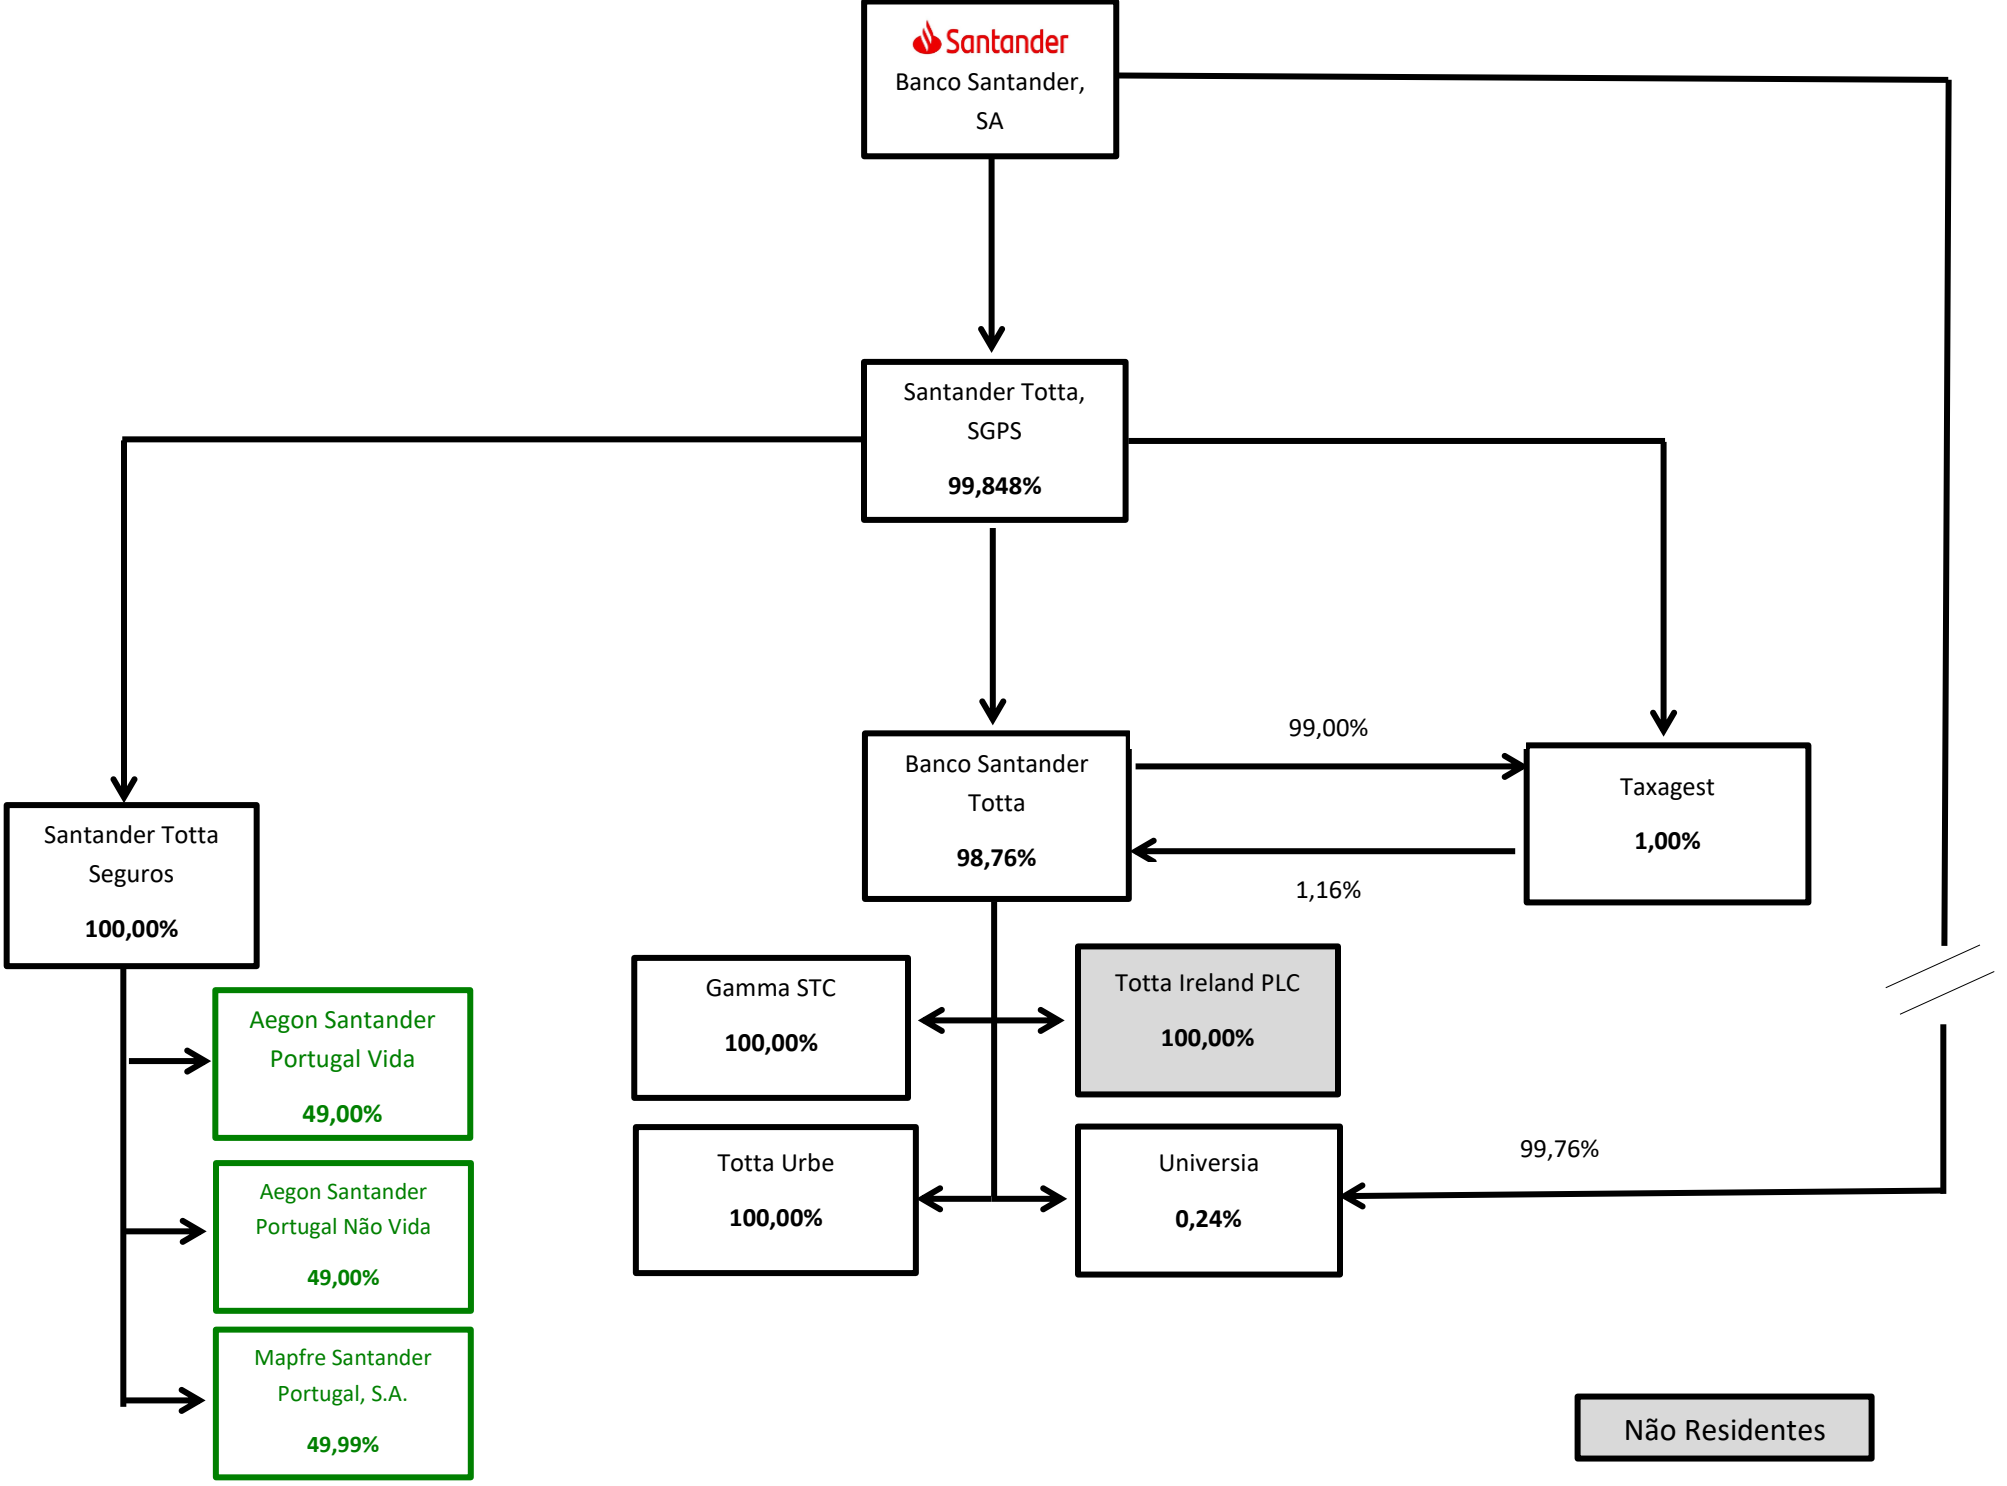 Santander
Banco Santander,
SA
Santander Totta,
SGPS
99,848%
Banco Santander
Totta
98,76%
99,00%
1,16%
Taxagest
1,00%
Santander Totta
Seguros
100,00%
Aegon Santander
Portugal Vida
49,00%
Aegon Santander
Portugal Não Vida
49,00%
Mapfre Santander
Portugal, S.A.
49,99%
Gamma STC
100,00%
Totta Ireland PLC
100,00%
Totta Urbe
100,00%
Universia
0,24%
99,76%
Não Residentes